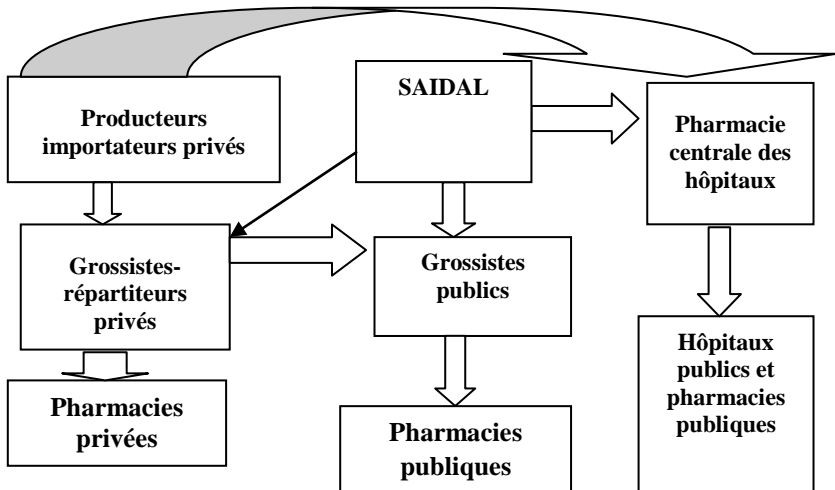 Producteurs
importateurs privés
SAIDAL
Pharmacie
centrale des
hôpitaux
Grossistes-
répartiteurs
privés
Grossistes
publics
Hôpitaux
publics et
pharmacies
publiques
Pharmacies
privées
Pharmacies
publiques